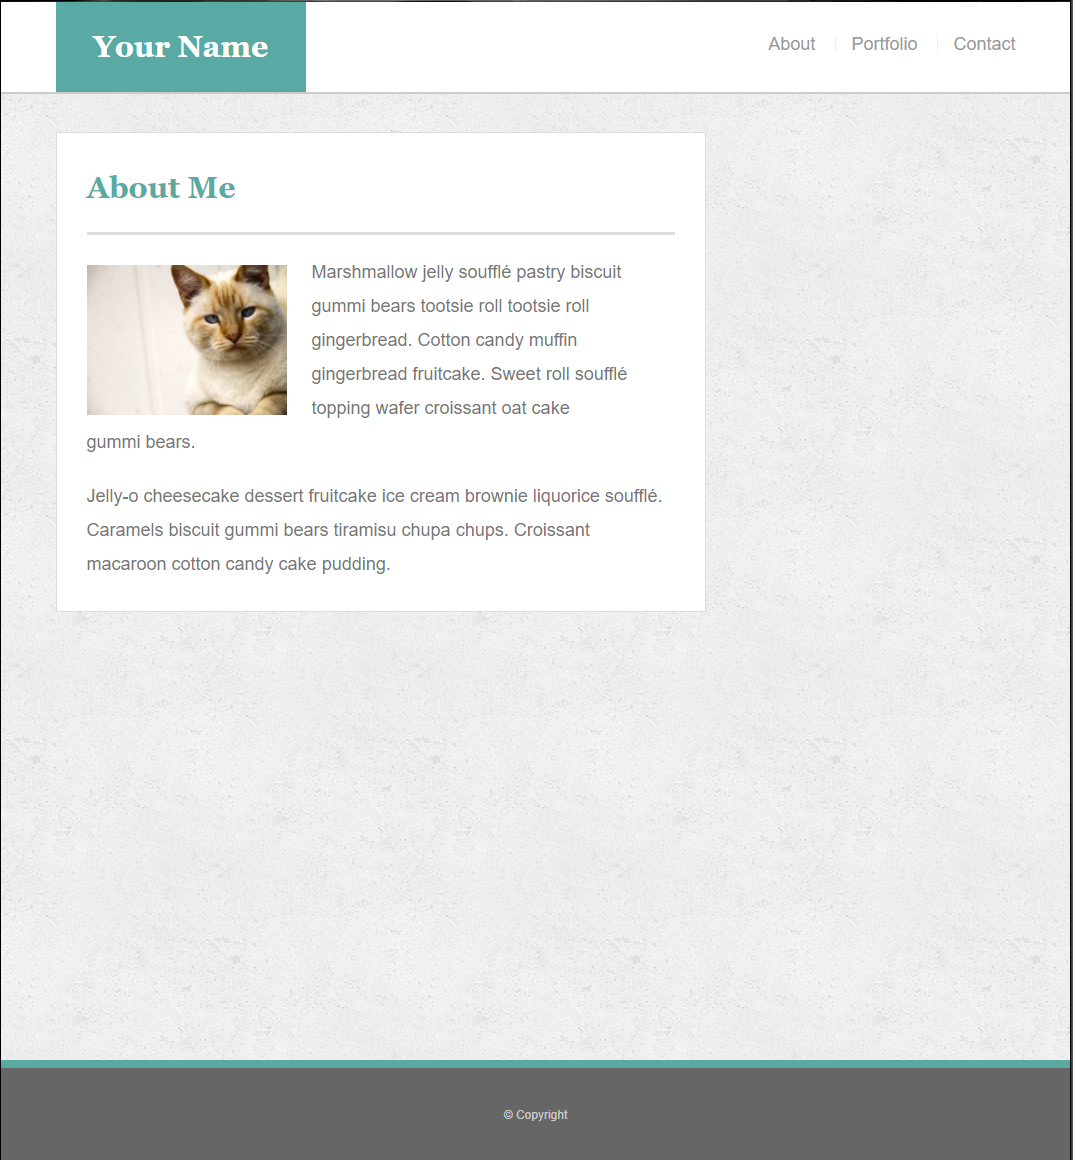 Your Name
About
Portfolio
Contact
About Me
Marshmallow jelly soufflé pastry biscuit
gummi bears tootsie roll tootsie roll
gingerbread. Cotton candy muffin
gingerbread fruitcake. Sweet roll soufflé
topping wafer croissant oat cake
gummi bears.
Jelly-o cheesecake dessert fruitcake ice cream brownie liquorice soufflé.
Caramels biscuit gummi bears tiramisu chupa chups. Croissant
macaroon cotton candy cake pudding.
© Copyright